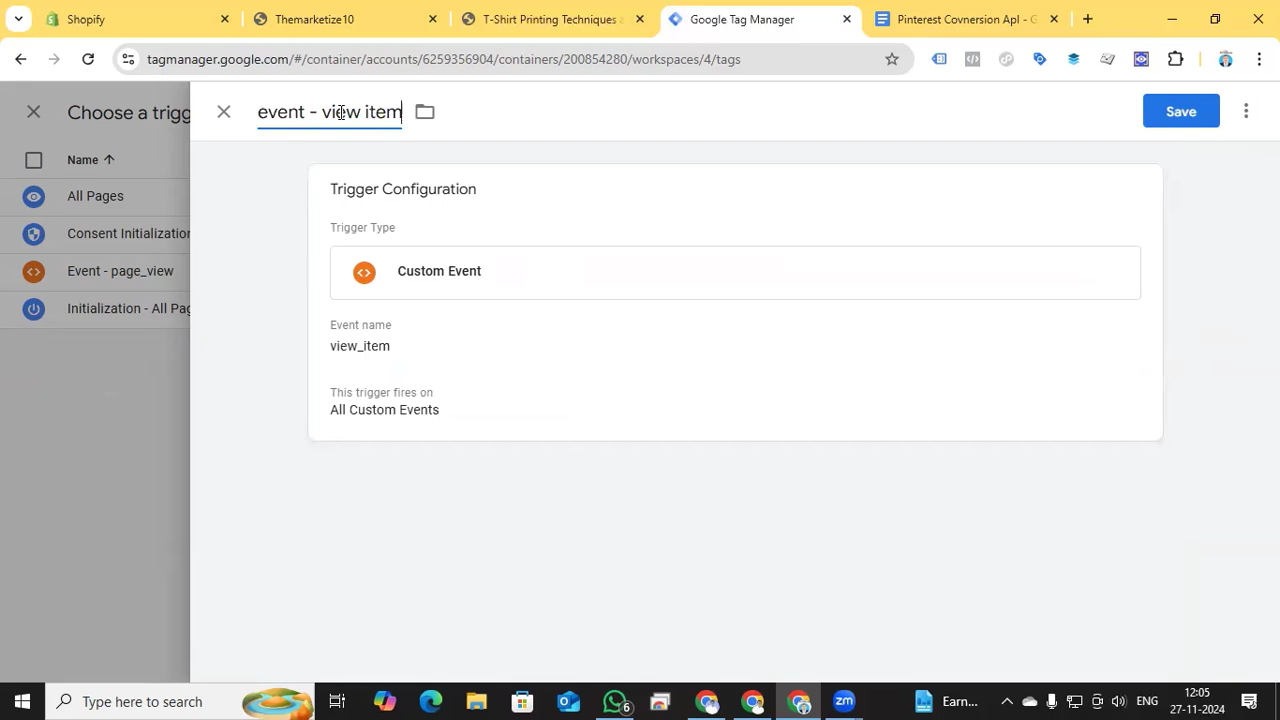 Shopify
Themarketize10
T-Shirt Printing Techniques a
Google Tag Manager
Pinterest Covnersion ApI - G
tagmanager.google.com/#/container/accounts/6259356904/containers/200854280/workspaces/4/tags
Choose a trigg
event - view item
Save
Name
All Pages
Consent Initializatio
Event - page_view
Initialization - All Pag
Trigger Configuration
Trigger Type
Custom Event
Event name
view_item
This trigger fires on
All Custom Events
Type here to search
6
Earn...
ENG
12:05
27-11-2024